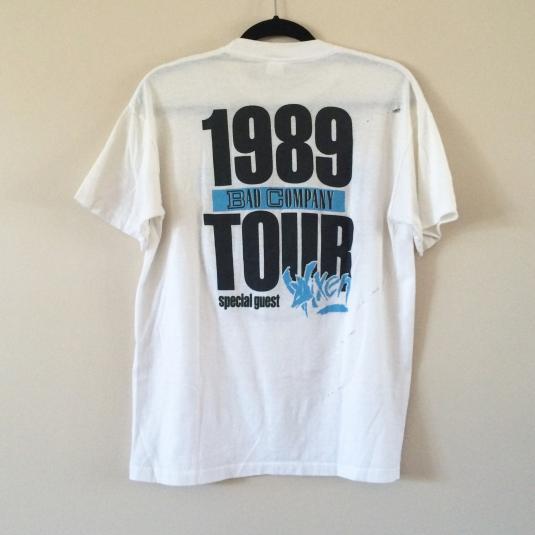 1989
BAD COMPANY
TOUR
special guest Vixen